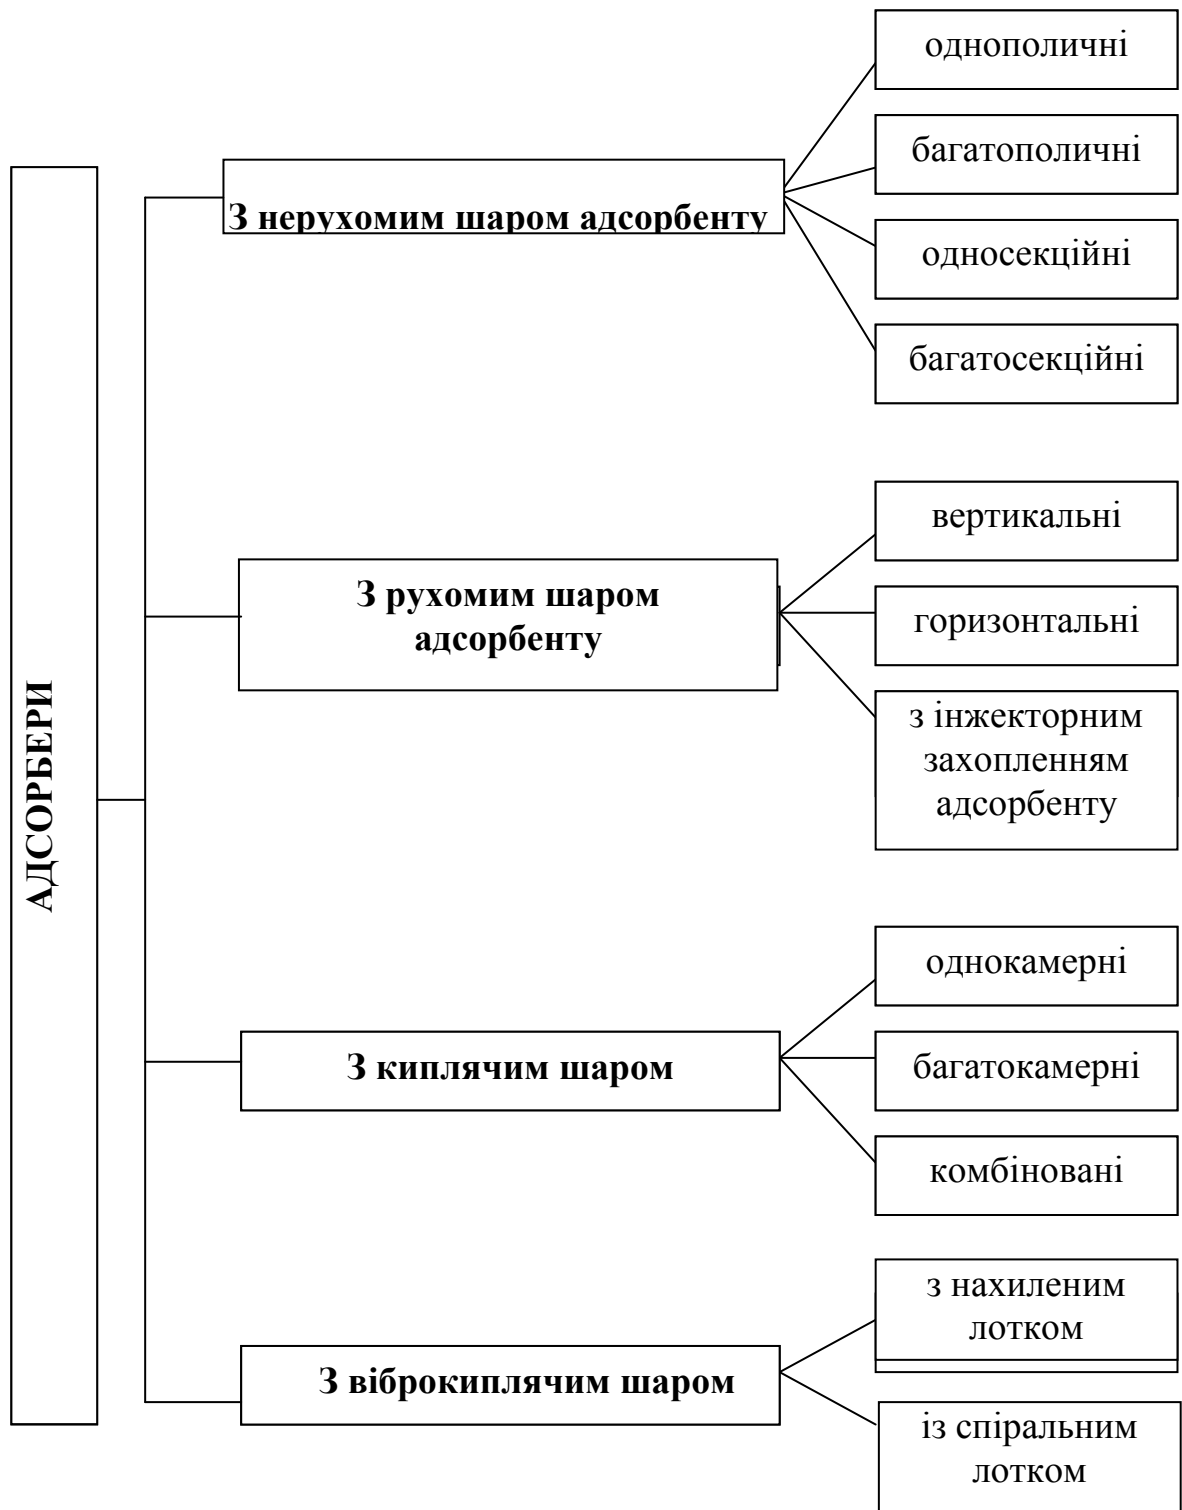 АДСОРБЕРИ
З нерухомим шаром адсорбенту
однополичні
багатополичні
односекційні
багатосекційні
З рухомим шаром
адсорбенту
вертикальні
горизонтальні
з інжекторним
захопленням
адсорбенту
З киплячим шаром
однокамерні
багатокамерні
комбіновані
З віброкиплячим шаром
з нахиленим
лотком
із спіральним
лотком